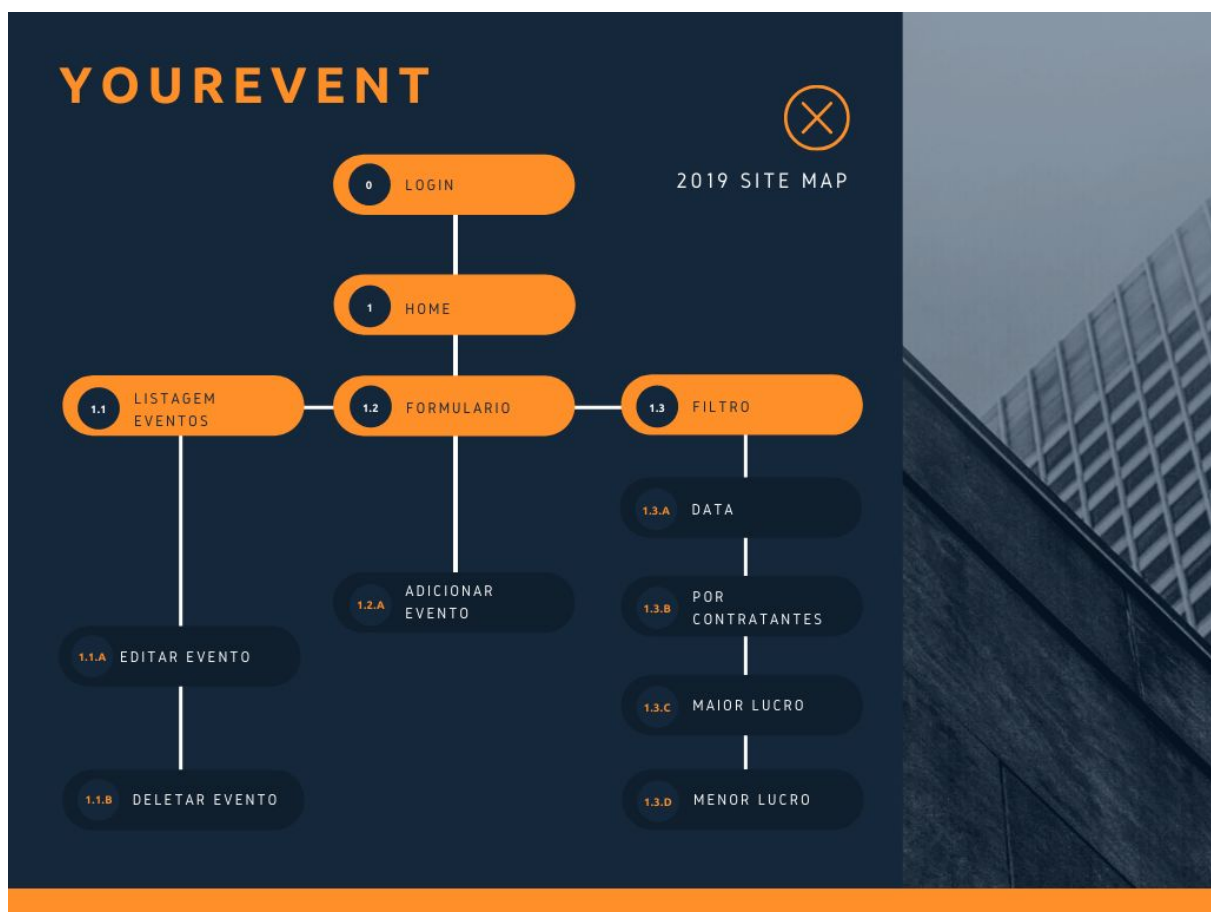 YOUREVENT
2019 SITE MAP
0 LOGIN
1 HOME
1.1 LISTAGEM
EVENTOS
1.2 FORMULARIO
1.3 FILTRO
1.3.A DATA
1.2.A ADICIONAR
EVENTO
1.3.B POR
CONTRATANTES
1.1.A EDITAR EVENTO
1.3.C MAIOR LUCRO
1.1.B DELETAR EVENTO
1.3.D MENOR LUCRO